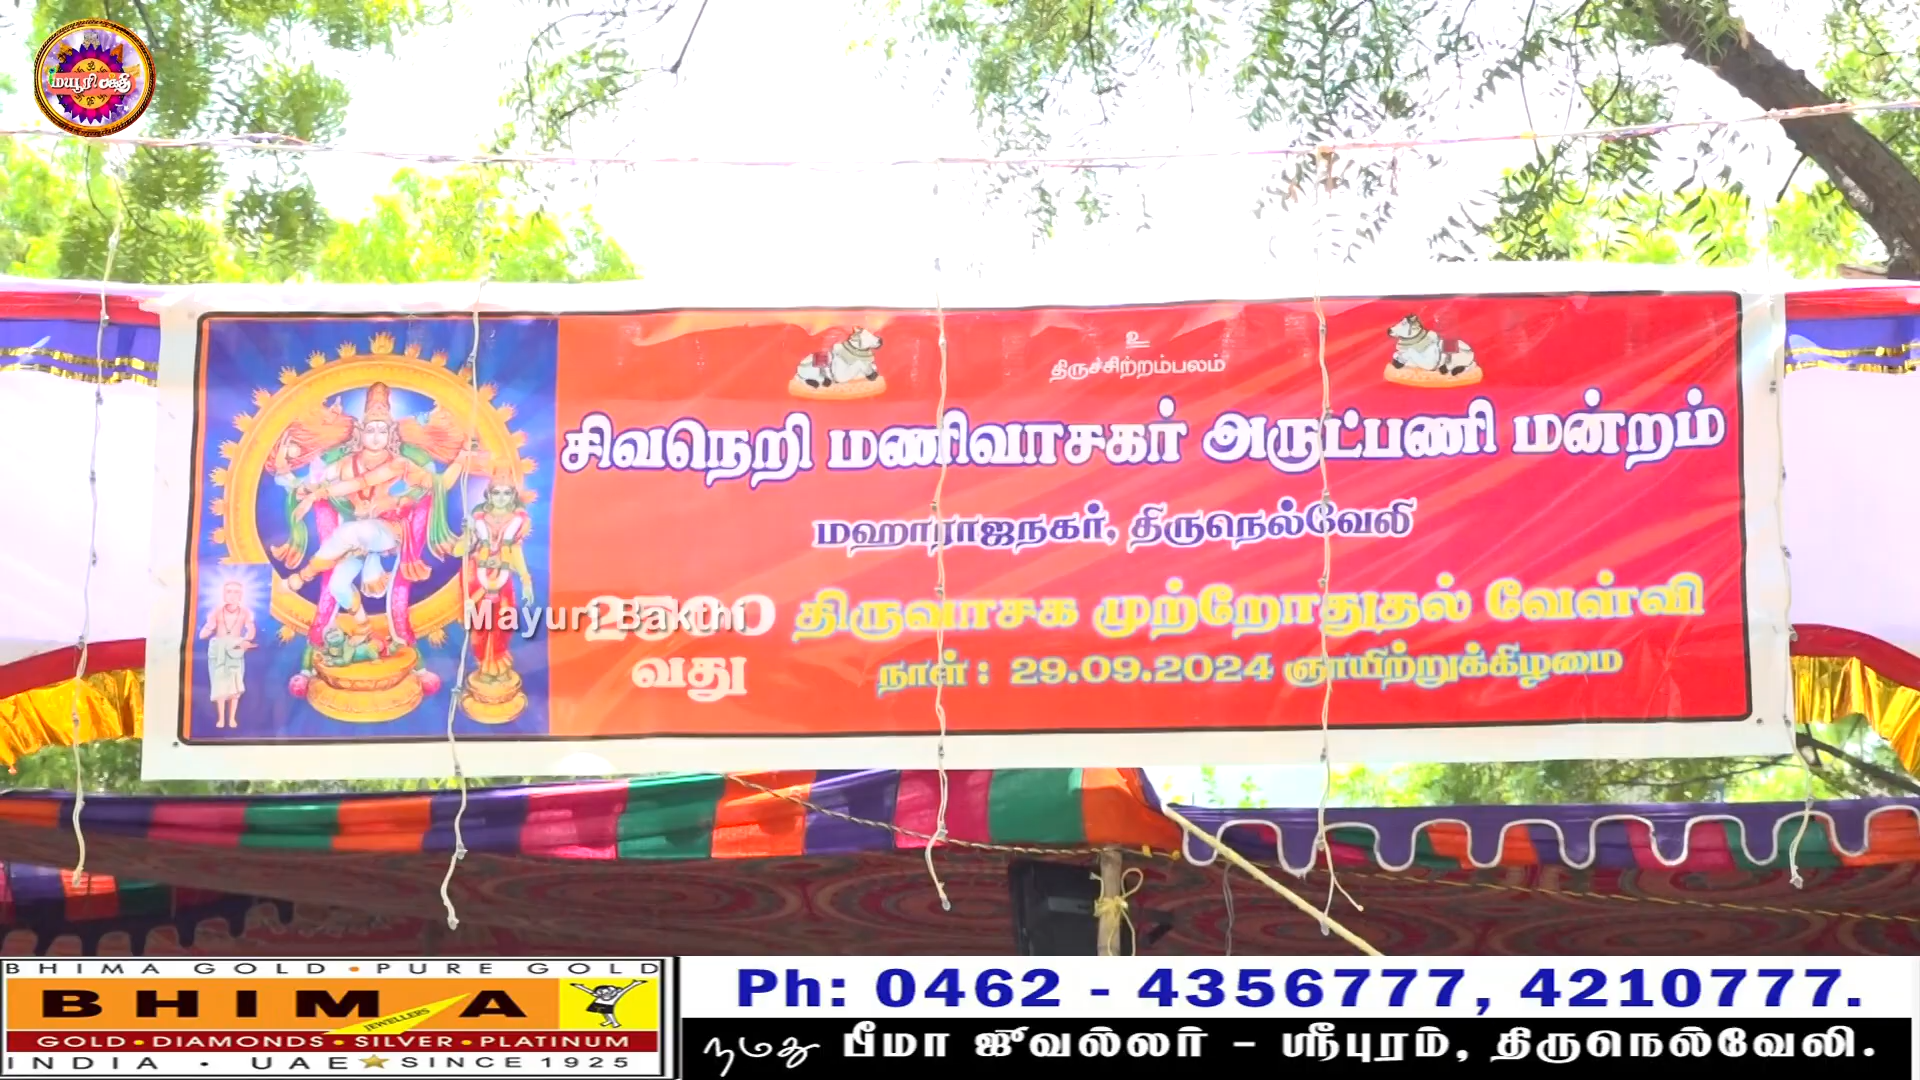 மயூரி பக்தி
உ
திருச்சிற்றம்பலம்
சிவநெறி மணிவாசகர் அருட்பணி மன்றம்
மஹாராஜநகர், திருநெல்வேலி
2500 திருவாசக முற்றோதுதல் வேள்வி
வது
நாள் : 29.09.2024 ஞாயிற்றுக்கிழமை
Mayuri Bakthi
BHIMA GOLD • PURE GOLD
BHIMA
JEWELLERS
GOLD • DIAMONDS • SILVER • PLATINUM
INDIA • UAE ★ SINCE 1925
Ph: 0462 - 4356777, 4210777.
நமது பீமா ஜுவல்லர் – ஸ்ரீபுரம், திருநெல்வேலி.